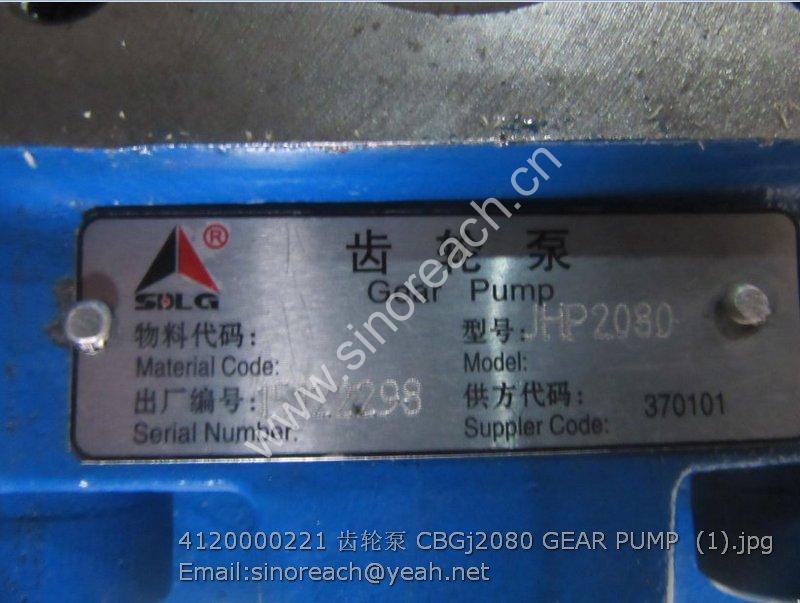 ®
SDLG
齿轮泵
Gear Pump
物料代码：
Material Code:
型号： JHP2080
Model:
出厂编号：
Serial Number.
供方代码： 370101
Suppler Code:
www.sinoreach.cn
4120000221 齿轮泵 CBGj2080 GEAR PUMP (1).jpg
Email:sinoreach@yeah.net